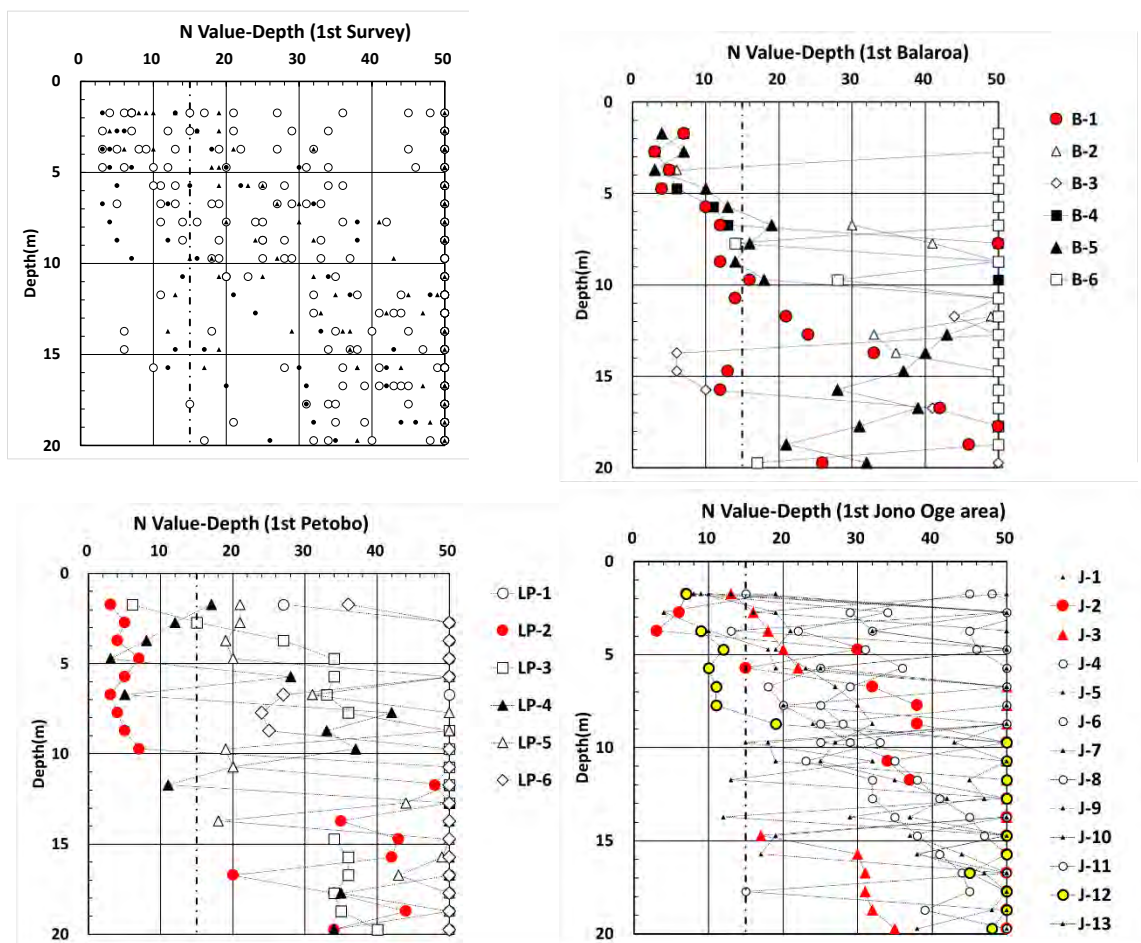 N Value-Depth (1st Survey)
0 10 20 30 40 50
0
5
10
15
20
Depth(m)
N Value-Depth (1st Balaroa)
0 10 20 30 40 50
0
5
10
15
20
Depth(m)
B-1
B-2
B-3
B-4
B-5
B-6
N Value-Depth (1st Petobo)
0 10 20 30 40 50
0
5
10
15
20
Depth(m)
LP-1
LP-2
LP-3
LP-4
LP-5
LP-6
N Value-Depth (1st Jono Oge area)
0 10 20 30 40 50
0
5
10
15
20
Depth(m)
J-1
J-2
J-3
J-4
J-5
J-6
J-7
J-8
J-9
J-10
J-11
J-12
J-13